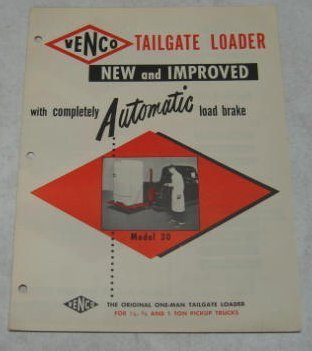 VENCO TAILGATE LOADER
NEW and IMPROVED
with completely Automatic load brake
Model 30
VENCO THE ORIGINAL ONE-MAN TAILGATE LOADER
FOR ½, ¾ AND 1 TON PICKUP TRUCKS